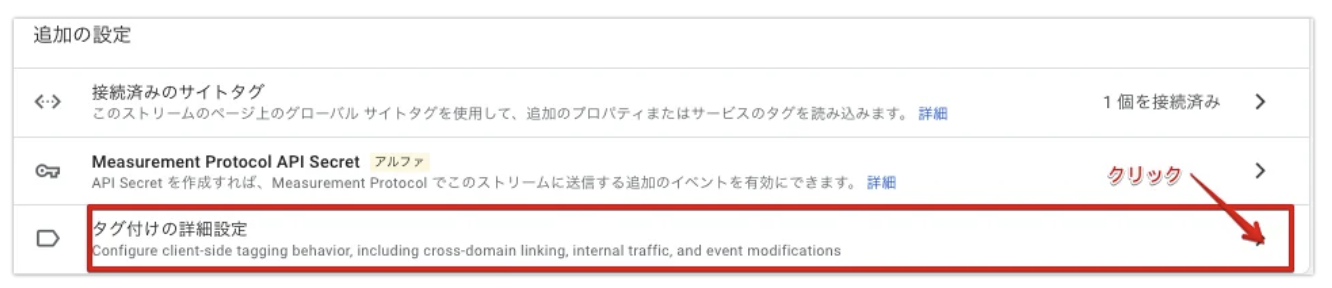 追加の設定
接続済みのサイトタグ
このストリームのページ上のグローバル サイトタグを使用して、追加のプロパティまたはサービスのタグを読み込みます。 詳細
1 個を接続済み
Measurement Protocol API Secret アルファ
API Secret を作成すれば、Measurement Protocol でこのストリームに送信する追加のイベントを有効にできます。 詳細
クリック
タグ付けの詳細設定
Configure client-side tagging behavior, including cross-domain linking, internal traffic, and event modifications